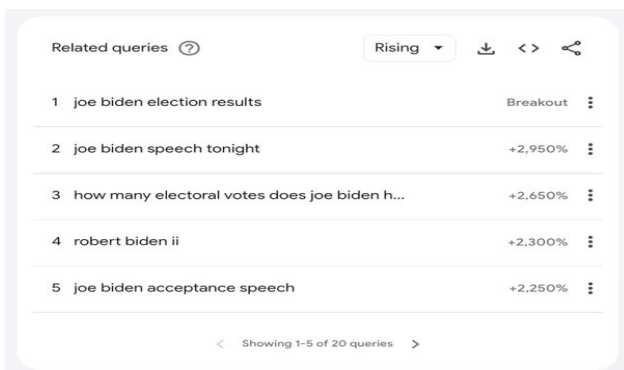 Related queries ? Rising
1 joe biden election results Breakout
2 joe biden speech tonight +2,950%
3 how many electoral votes does joe biden h... +2,650%
4 robert biden ii +2,300%
5 joe biden acceptance speech +2,250%
Showing 1-5 of 20 queries